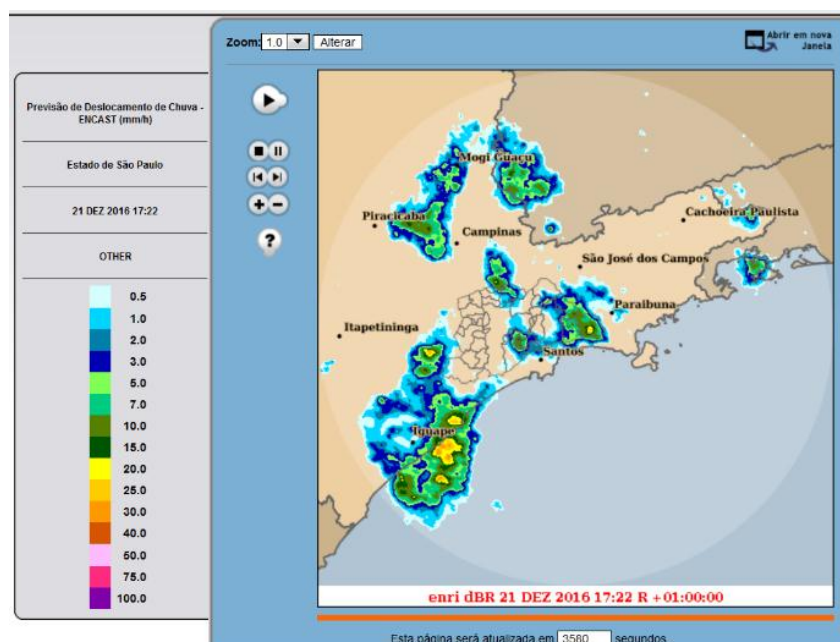 Zoom: 1.0 Alterar
Abrir em nova
Janela
Previsão de Deslocamento de Chuva -
ENCAST (mm/h)
Estado de São Paulo
21 DEZ 2016 17:22
OTHER
0.5
1.0
2.0
3.0
5.0
7.0
10.0
15.0
20.0
25.0
30.0
40.0
50.0
75.0
100.0
?
Mogi Guaçu
Piracicaba
Campinas
Cachoeira Paulista
São José dos Campos
Paraibuna
Itapetininga
Santos
Iguape
enri dBR 21 DEZ 2016 17:22 R +01:00:00
Esta página será atualizada em 3580 segundos